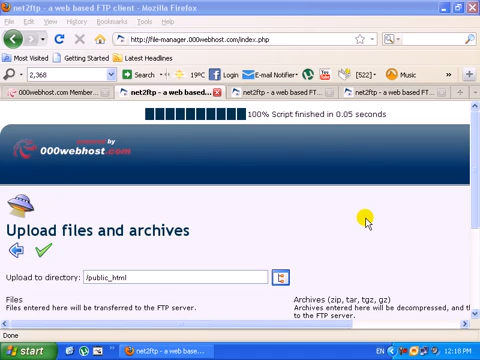 net2ftp - a web based FTP client - Mozilla Firefox
File Edit View History Bookmarks Tools Help
http://file-manager.000webhost.com/index.php
Most Visited Getting Started Latest Headlines
2,368 Search 19°C Login E-mail Notifier [522] Music
000webhost.com Member... net2ftp - a web based... net2ftp - a web based FT... net2ftp - a web based FT...
100% Script finished in 0.05 seconds
by
000webhost.com
Upload files and archives
Upload to directory: /public_html
Files Archives (zip, tar, tgz, gz)
Files entered here will be transferred to the FTP server. Archives entered here will be decompressed, and th
to the FTP server.
Done
start net2ftp - a web based ... EN 12:18 PM